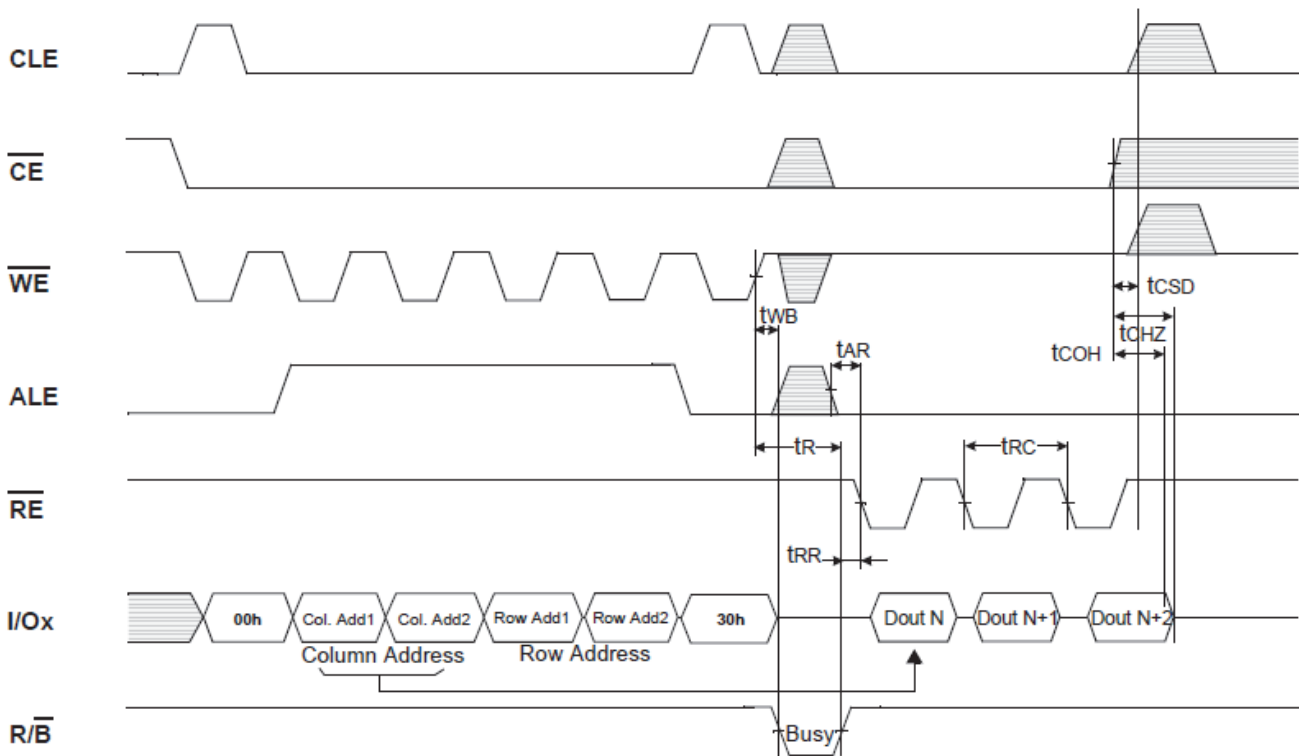 CLE
CE
WE
tCSD
tWB
tCHZ
tAR
tCOH
ALE
tR
tRC
RE
tRR
I/Ox
00h
Col. Add1
Col. Add2
Row Add1
Row Add2
30h
Dout N
Dout N+1
Dout N+2
Column Address
Row Address
R/B
Busy